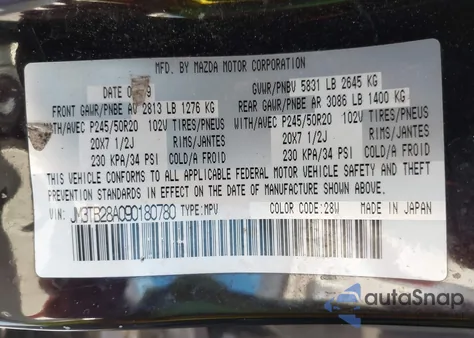 MFD. BY MAZDA MOTOR CORPORATION
DATE 0 9 GVWR/PNBV 5831 LB 2645 KG
FRONT GAWR/PNBE AV 2813 LB 1276 KG REAR GAWR/PNBE AR 3086 LB 1400 KG
WITH/AVEC P245/50R20 102V TIRES/PNEUS WITH/AVEC P245/50R20 102V TIRES/PNEUS
20X7 1/2J 20X7 1/2J
230 KPA/34 PSI COLD/A FROID 230 KPA/34 PSI COLD/A FROID
THIS VEHICLE CONFORMS TO ALL APPLICABLE FEDERAL MOTOR VEHICLE SAFETY AND THEFT
PREVENTION STANDARDS IN EFFECT ON THE DATE OF MANUFACTURE SHOWN ABOVE.
VIN: JM3TB28A090180780 TYPE:MPV COLOR CODE:28W MADE IN JAPAN
autoSnap